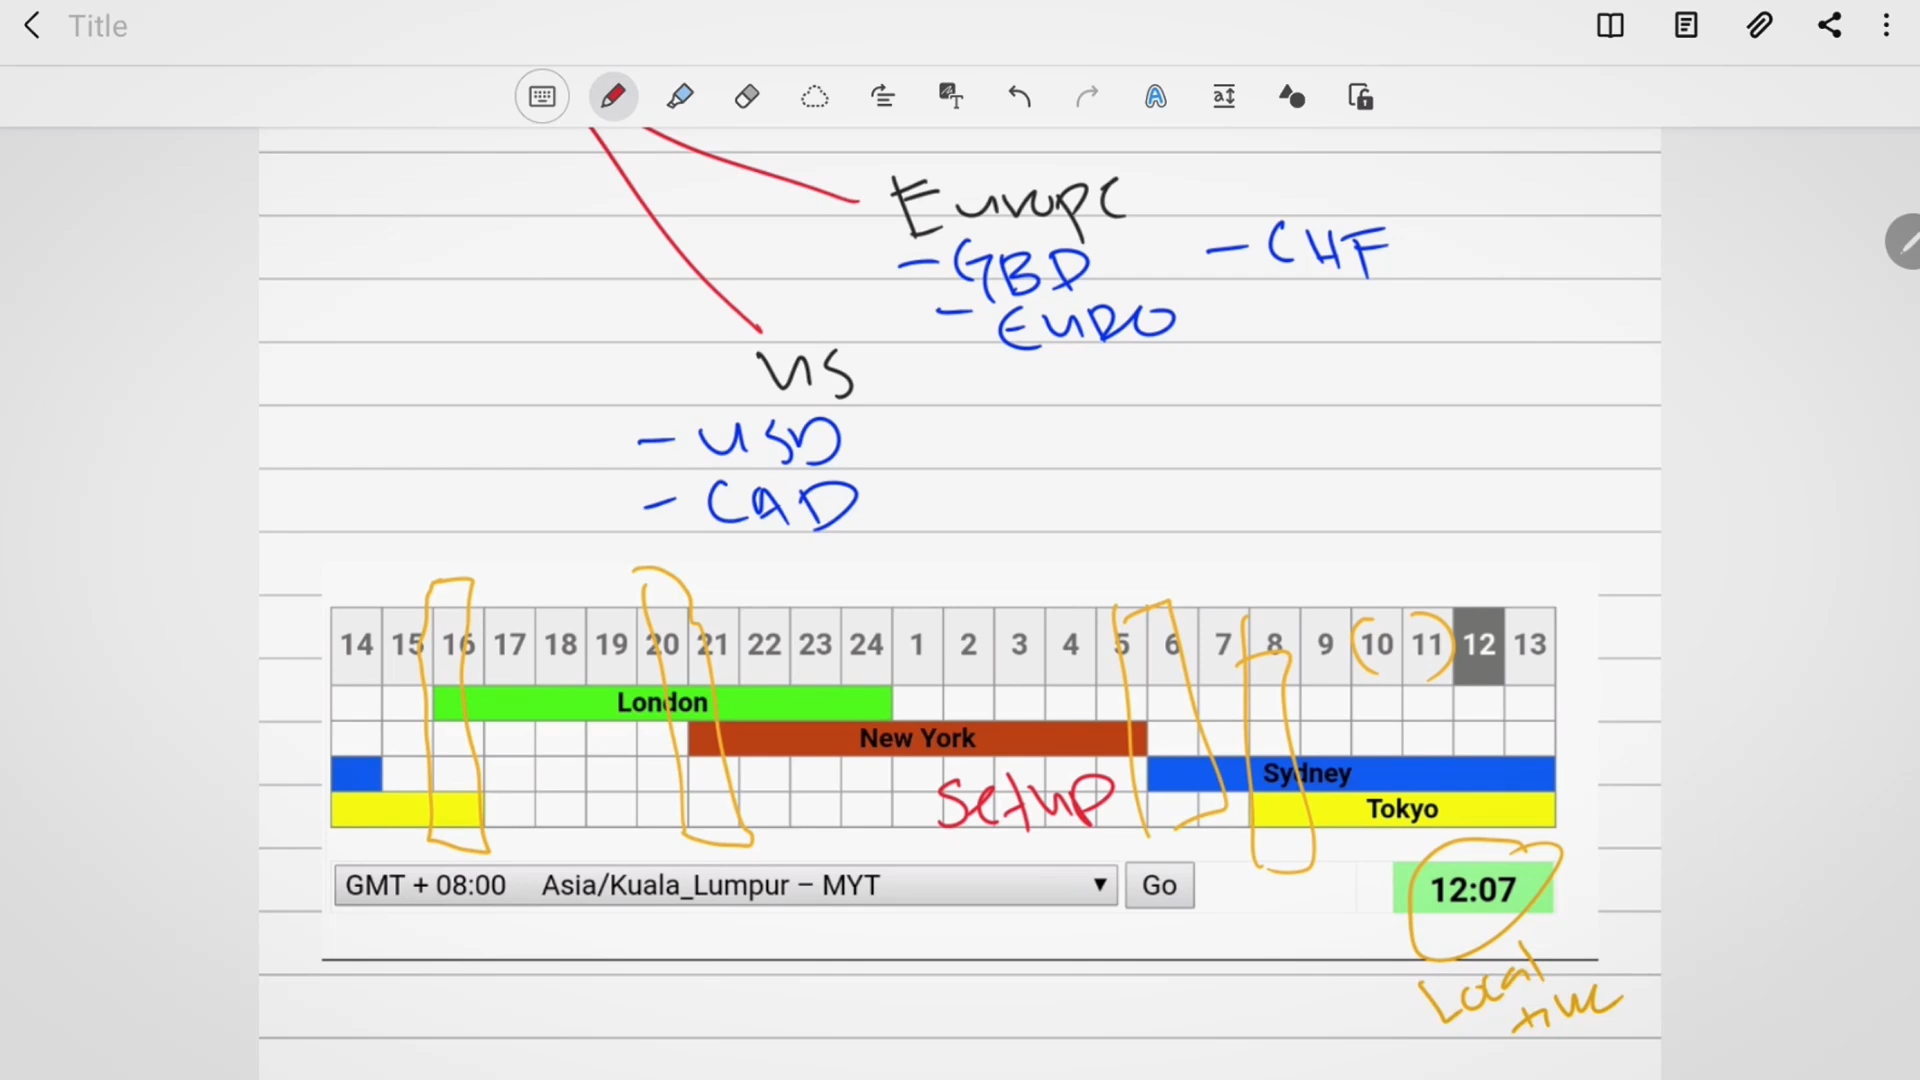 Title
Europe
- GBD - CHF
- EURO
US
- USD
- CAD
14 15 16 17 18 19 20 21 22 23 24 1 2 3 4 5 6 7 8 9 10 11 12 13
London
New York
Sydney
Setup
Tokyo
GMT + 08:00 Asia/Kuala_Lumpur – MYT Go 12:07
Local
time